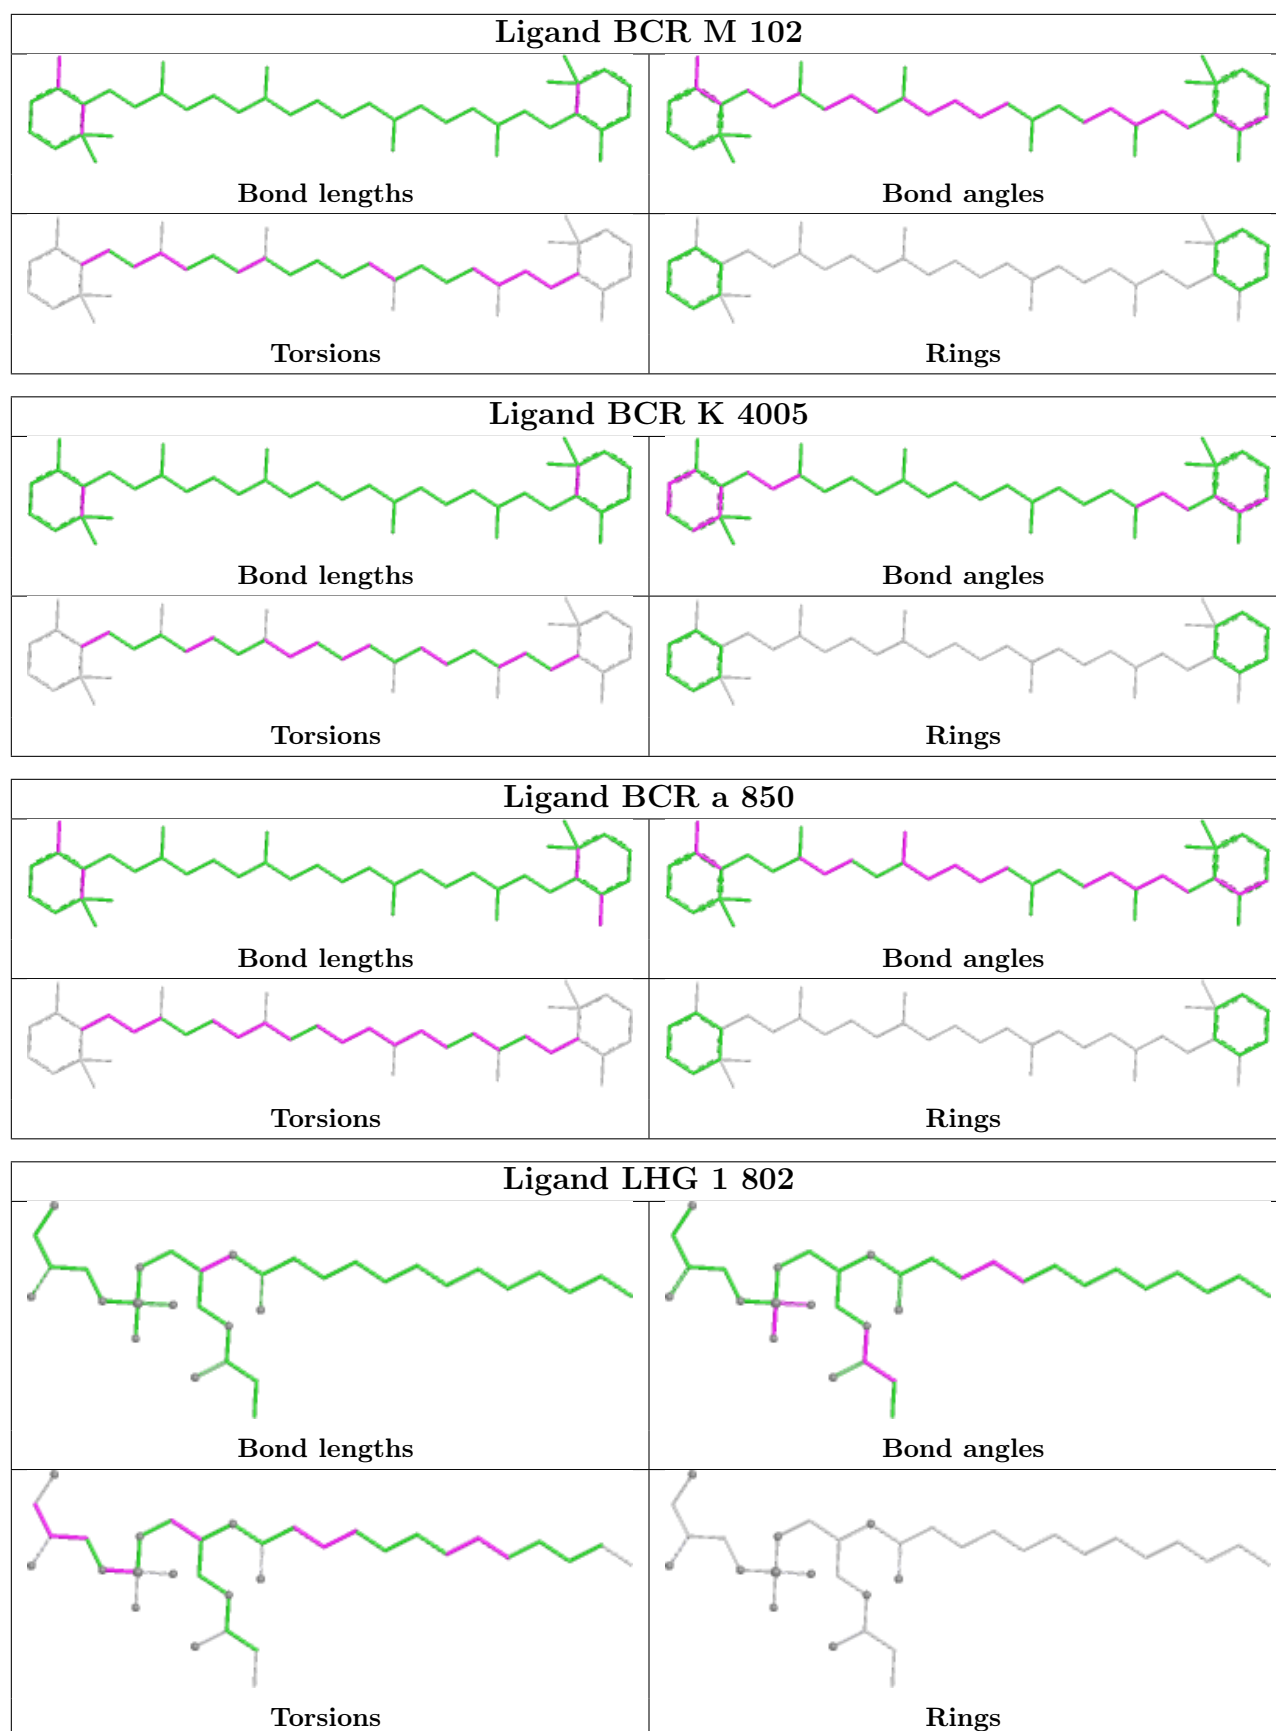 Ligand BCR M 102
Bond lengths
Bond angles
Torsions
Rings
Ligand BCR K 4005
Bond lengths
Bond angles
Torsions
Rings
Ligand BCR a 850
Bond lengths
Bond angles
Torsions
Rings
Ligand LHG 1 802
Bond lengths
Bond angles
Torsions
Rings